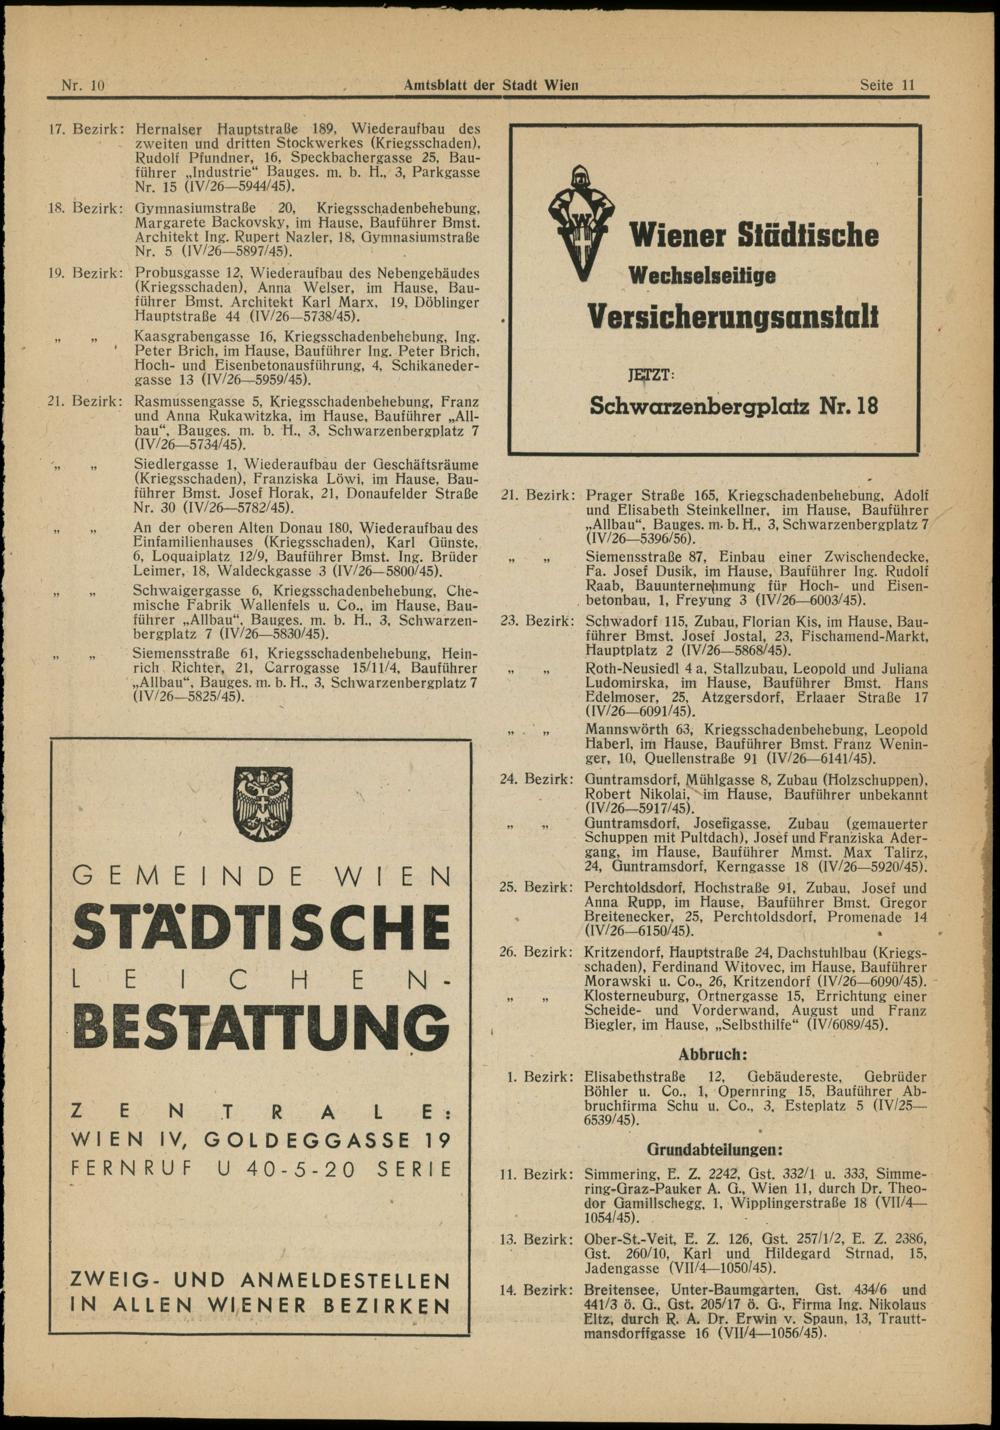 Nr. 10
Amtsblatt der Stadt Wien
Seite 11
17. Bezirk: Hernalser Hauptstraße 189, Wiederaufbau des
zweiten und dritten Stockwerkes (Kriegsschaden),
Rudolf Pfundner, 16, Speckbachergasse 25, Bau-
führer „Industrie“ Bauges. m. b. H., 3, Parkgasse
Nr. 15 (IV/26—5944/45).
18. Bezirk: Gymnasiumstraße 20, Kriegsschadenbehebung,
Margarete Backovsky, im Hause, Bauführer Bmst.
Architekt Ing. Rupert Nazler, 18, Gymnasiumstraße
Nr. 5 (IV/26—5897/45).
19. Bezirk: Probusgasse 12, Wiederaufbau des Nebengebäudes
(Kriegsschaden), Anna Welser, im Hause, Bau-
führer Bmst. Architekt Karl Marx, 19, Döblinger
Hauptstraße 44 (IV/26—5738/45).
„ „ Kaasgrabengasse 16, Kriegsschadenbehebung, Ing.
Peter Brich, im Hause, Bauführer Ing. Peter Brich,
Hoch- und Eisenbetonausführung, 4, Schikaneder-
gasse 13 (IV/26—5959/45).
21. Bezirk: Rasmussengasse 5, Kriegsschadenbehebung, Franz
und Anna Rukawitzka, im Hause, Bauführer „All-
bau“, Bauges. m. b. H., 3, Schwarzenbergplatz 7
(IV/26—5734/45).
„ „ Siedlergasse 1, Wiederaufbau der Geschäftsräume
(Kriegsschaden), Franziska Löwi, im Hause, Bau-
führer Bmst. Josef Horak, 21, Donaufelder Straße
Nr. 30 (IV/26—5782/45).
„ „ An der oberen Alten Donau 180, Wiederaufbau des
Einfamilienhauses (Kriegsschaden), Karl Günste,
6, Loquaiplatz 12/9, Bauführer Bmst. Ing. Brüder
Leimer, 18, Waldeckgasse 3 (IV/26—5800/45).
„ „ Schwaigergasse 6, Kriegsschadenbehebung, Che-
mische Fabrik Wallenfels u. Co., im Hause, Bau-
führer „Allbau“, Bauges. m. b. H., 3, Schwarzen-
bergplatz 7 (IV/26—5830/45).
„ „ Siemensstraße 61, Kriegsschadenbehebung, Hein-
rich Richter, 21, Carrogasse 15/11/4, Bauführer
„Allbau“, Bauges. m. b. H., 3, Schwarzenbergplatz 7
(IV/26—5825/45).
GEMEINDE WIEN
STÄDTISCHE
LEICHEN-
BESTATTUNG
ZENTRALE:
WIEN IV, GOLDEGGASSE 19
FERNRUF U 40-5-20 SERIE
ZWEIG- UND ANMELDESTELLEN
IN ALLEN WIENER BEZIRKEN
W
Wiener Städtische
Wechselseitige
Versicherungsanstalt
JETZT:
Schwarzenbergplatz Nr. 18
21. Bezirk: Prager Straße 165, Kriegschadenbehebung, Adolf
und Elisabeth Steinkellner, im Hause, Bauführer
„Allbau“, Bauges. m. b. H., 3, Schwarzenbergplatz 7
(IV/26—5396/56).
„ „ Siemensstraße 87, Einbau einer Zwischendecke,
Fa. Josef Dusik, im Hause, Bauführer Ing. Rudolf
Raab, Bauunternehmung für Hoch- und Eisen-
betonbau, 1, Freyung 3 (IV/26—6003/45).
23. Bezirk: Schwadorf 115, Zubau, Florian Kis, im Hause, Bau-
führer Bmst. Josef Jostal, 23, Fischamend-Markt,
Hauptplatz 2 (IV/26—5868/45).
„ „ Roth-Neusiedl 4 a, Stallzubau, Leopold und Juliana
Ludomirska, im Hause, Bauführer Bmst. Hans
Edelmoser, 25, Atzgersdorf, Erlaaer Straße 17
(IV/26—6091/45).
„ „ Mannswörth 63, Kriegsschadenbehebung, Leopold
Haberl, im Hause, Bauführer Bmst. Franz Wenin-
ger, 10, Quellenstraße 91 (IV/26—6141/45).
24. Bezirk: Guntramsdorf, Mühlgasse 8, Zubau (Holzschuppen),
Robert Nikolai, im Hause, Bauführer unbekannt
(IV/26—5917/45).
„ „ Guntramsdorf, Josefigasse, Zubau (gemauerter
Schuppen mit Pultdach), Josef und Franziska Ader-
gang, im Hause, Bauführer Mmst. Max Talirz,
24, Guntramsdorf, Kerngasse 18 (IV/26—5920/45).
25. Bezirk: Perchtoldsdorf, Hochstraße 91, Zubau, Josef und
Anna Rupp, im Hause, Bauführer Bmst. Gregor
Breitenecker, 25, Perchtoldsdorf, Promenade 14
(IV/26—6150/45).
26. Bezirk: Kritzendorf, Hauptstraße 24, Dachstuhlbau (Kriegs-
schaden), Ferdinand Witovec, im Hause, Bauführer
Morawski u. Co., 26, Kritzendorf (IV/26—6090/45).
„ „ Klosterneuburg, Ortnergasse 15, Errichtung einer
Scheide- und Vorderwand, August und Franz
Biegler, im Hause, „Selbsthilfe“ (IV/6089/45).
Abbruch:
1. Bezirk: Elisabethstraße 12, Gebäudereste, Gebrüder
Böhler u. Co., 1, Opernring 15, Bauführer Ab-
bruchfirma Schu u. Co., 3, Esteplatz 5 (IV/25—
6539/45).
Grundabteilungen:
11. Bezirk: Simmering, E. Z. 2242, Gst. 332/1 u. 333, Simme-
ring-Graz-Pauker A. G., Wien 11, durch Dr. Theo-
dor Gamillschegg, 1, Wipplingerstraße 18 (VII/4—
1054/45).
13. Bezirk: Ober-St.-Veit, E. Z. 126, Gst. 257/1/2, E. Z. 2386,
Gst. 260/10, Karl und Hildegard Strnad, 15,
Jadengasse (VII/4—1050/45).
14. Bezirk: Breitensee, Unter-Baumgarten, Gst. 434/6 und
441/3 ö. G., Gst. 205/17 ö. G., Firma Ing. Nikolaus
Eltz, durch R. A. Dr. Erwin v. Spaun, 13, Trautt-
mansdorffgasse 16 (VII/4—1056/45).